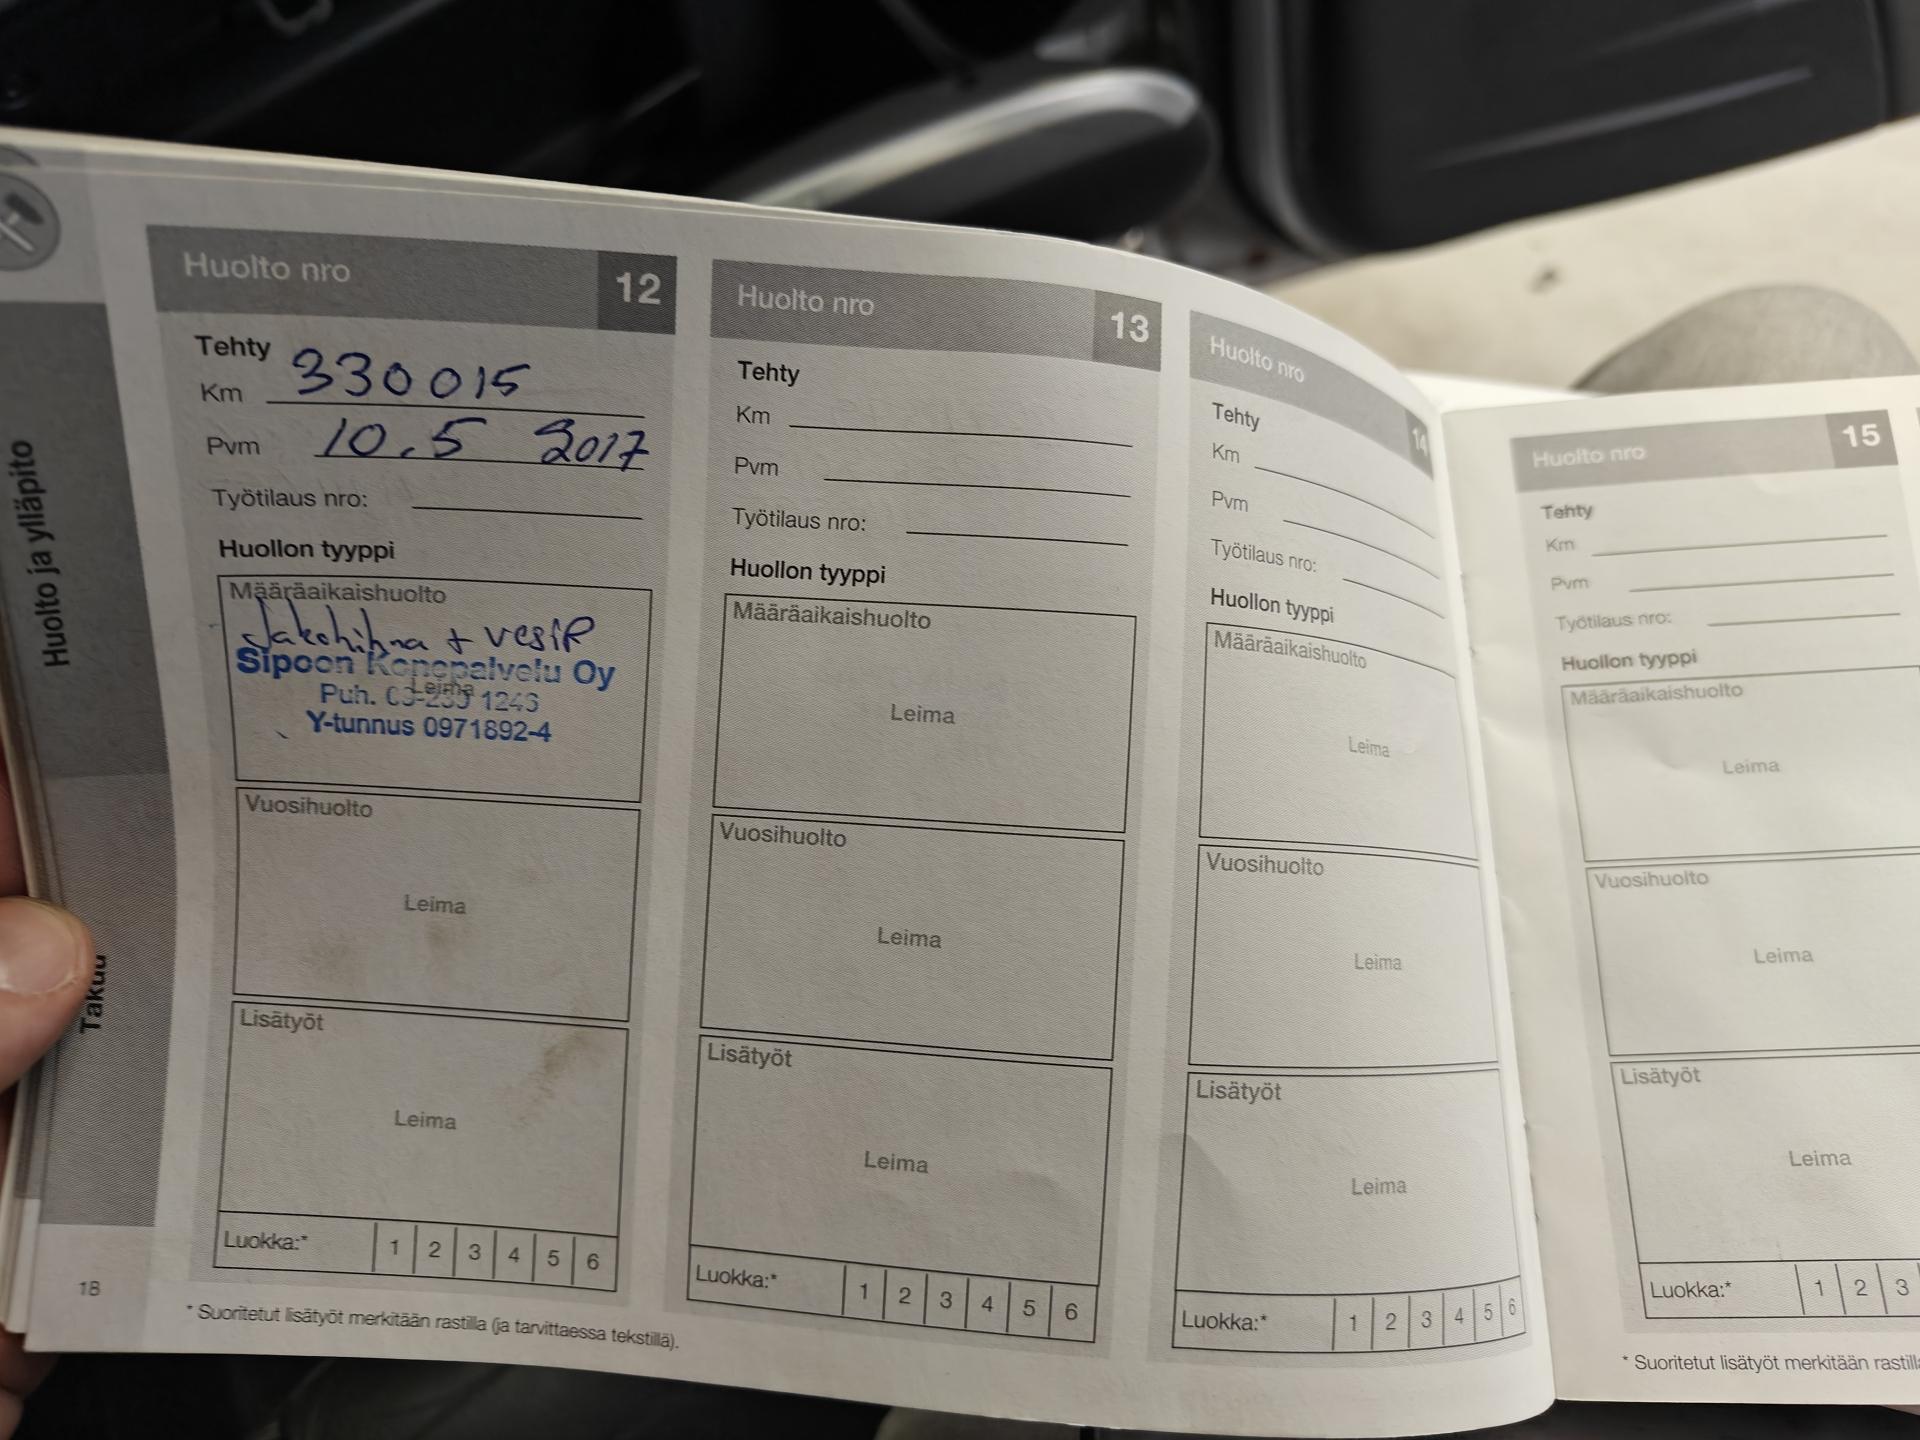 Huolto ja ylläpito
Takuu
Huolto nro 12
Tehty
Km 330015
Pvm 10.5 2017
Työtilaus nro:
Huollon tyyppi
Määräaikaishuolto
Jakohihna + vesiP
Sipoon Konepalvelu Oy
Leima
Puh. 1243
Y-tunnus 0971892-4
Vuosihuolto
Leima
Lisätyöt
Leima
Luokka:* 1 2 3 4 5 6
18
* Suoritetut lisätyöt merkitään rastilla (ja tarvittaessa tekstillä).
Huolto nro 13
Tehty
Km
Pvm
Työtilaus nro:
Huollon tyyppi
Määräaikaishuolto
Leima
Vuosihuolto
Leima
Lisätyöt
Leima
Luokka:* 1 2 3 4 5 6
Huolto nro 14
Tehty
Km
Pvm
Työtilaus nro:
Huollon tyyppi
Määräaikaishuolto
Leima
Vuosihuolto
Leima
Lisätyöt
Leima
Luokka:* 1 2 3 4 5 6
Huolto nro 15
Tehty
Km
Pvm
Työtilaus nro:
Huollon tyyppi
Määräaikaishuolto
Leima
Vuosihuolto
Leima
Lisätyöt
Leima
Luokka:* 1 2 3
* Suoritetut lisätyöt merkitään rastill